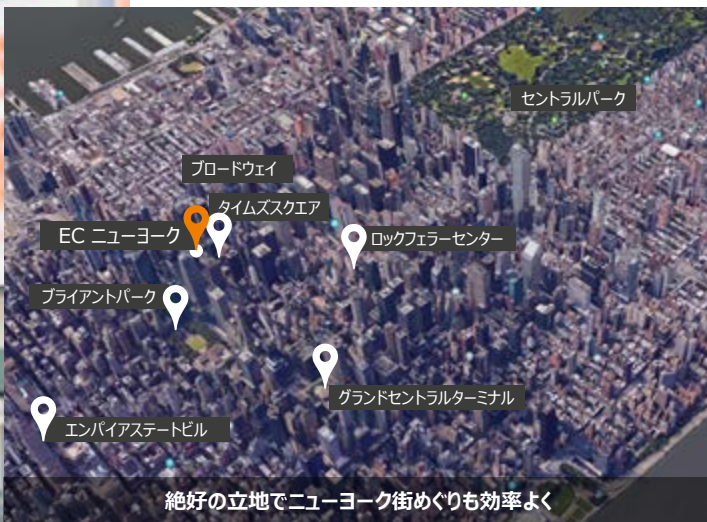 セントラルパーク
ブロードウェイ
タイムズスクエア
EC ニューヨーク
ロックフェラーセンター
ブライアントパーク
グランドセントラルターミナル
エンパイアステートビル
絶好の立地でニューヨーク街めぐりも効率よく